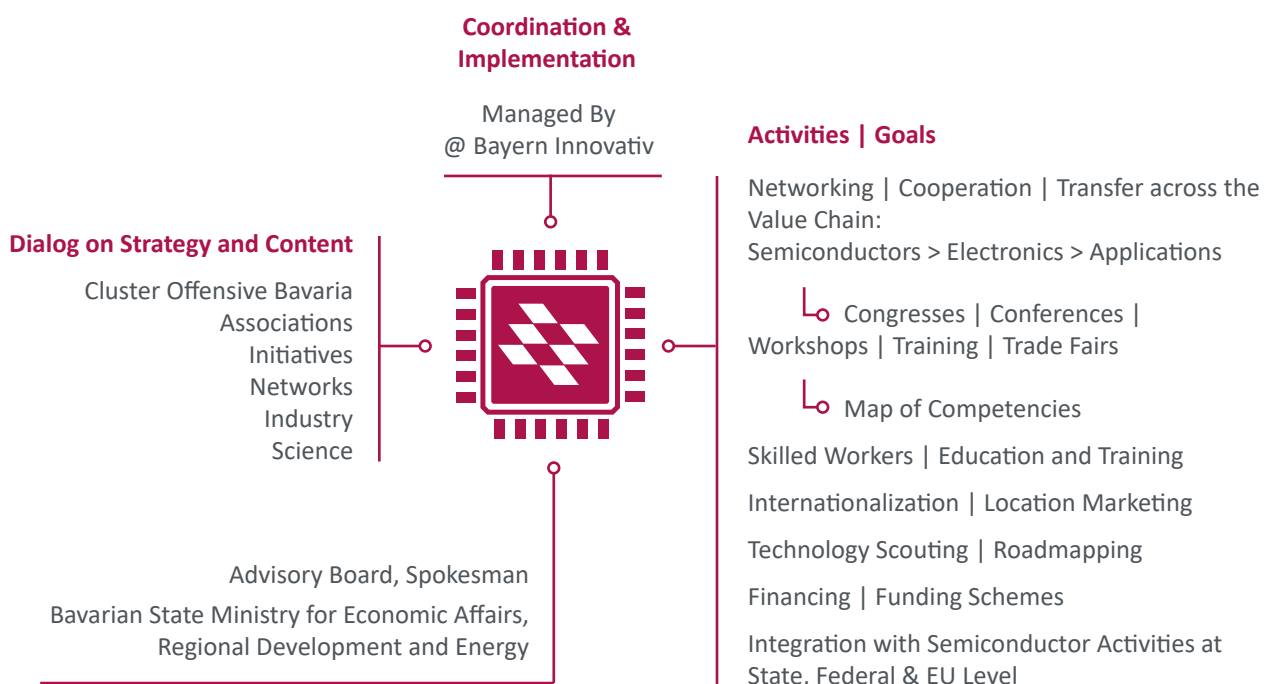 Coordination &
Implementation
Managed By
@ Bayern Innovativ
Dialog on Strategy and Content
Cluster Offensive Bavaria
Associations
Initiatives
Networks
Industry
Science
Advisory Board, Spokesman
Bavarian State Ministry for Economic Affairs,
Regional Development and Energy
Activities | Goals
Networking | Cooperation | Transfer across the
Value Chain:
Semiconductors > Electronics > Applications
Congresses | Conferences |
Workshops | Training | Trade Fairs
Map of Competencies
Skilled Workers | Education and Training
Internationalization | Location Marketing
Technology Scouting | Roadmapping
Financing | Funding Schemes
Integration with Semiconductor Activities at
State, Federal & EU Level